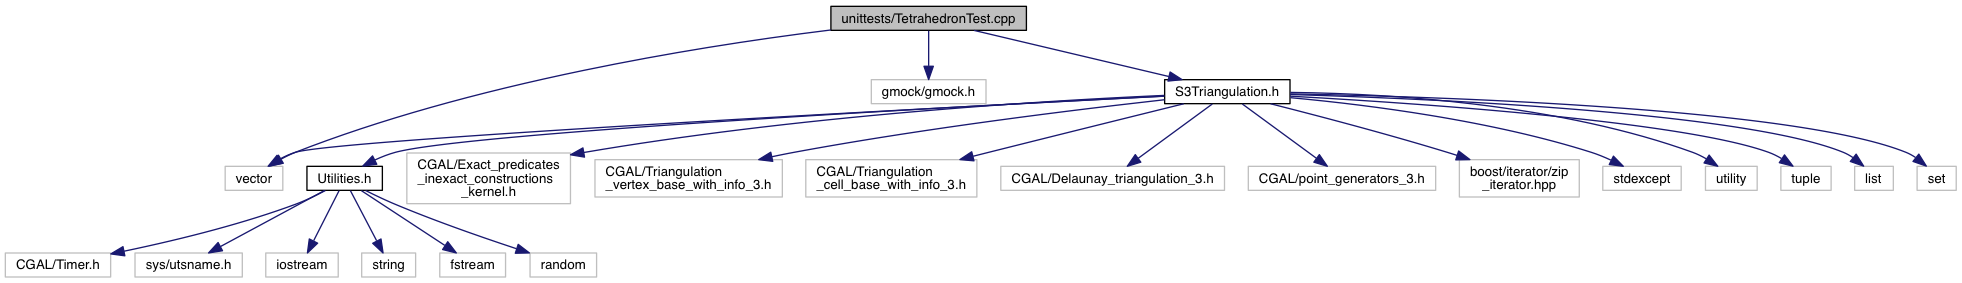 unittests/TetrahedronTest.cpp
gmock/gmock.h
S3Triangulation.h
vector
Utilities.h
CGAL/Exact_predicates
_inexact_constructions
_kernel.h
CGAL/Triangulation
_vertex_base_with_info_3.h
CGAL/Triangulation
_cell_base_with_info_3.h
CGAL/Delaunay_triangulation_3.h
CGAL/point_generators_3.h
boost/iterator/zip
_iterator.hpp
stdexcept
utility
tuple
list
set
CGAL/Timer.h
sys/utsname.h
iostream
string
fstream
random